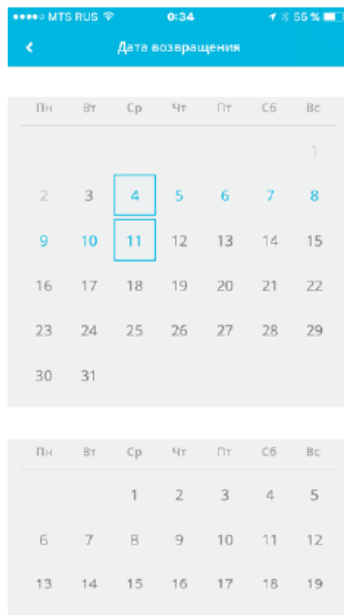 MTS RUS 0:34 55 %
Дата возвращения
Пн Вт Ср Чт Пт Сб Вс
1
2 3 4 5 6 7 8
9 10 11 12 13 14 15
16 17 18 19 20 21 22
23 24 25 26 27 28 29
30 31
Пн Вт Ср Чт Пт Сб Вс
1 2 3 4 5
6 7 8 9 10 11 12
13 14 15 16 17 18 19